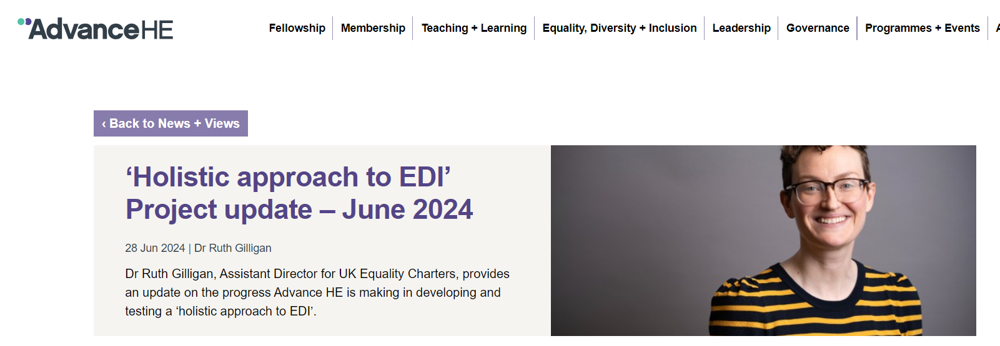 AdvanceHE
Fellowship
Membership
Teaching + Learning
Equality, Diversity + Inclusion
Leadership
Governance
Programmes + Events
‹ Back to News + Views
‘Holistic approach to EDI’
Project update – June 2024
28 Jun 2024 | Dr Ruth Gilligan
Dr Ruth Gilligan, Assistant Director for UK Equality Charters, provides
an update on the progress Advance HE is making in developing and
testing a ‘holistic approach to EDI’.